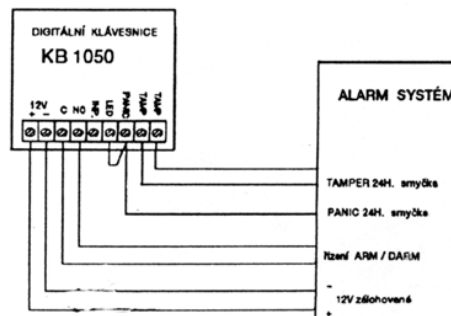 DIGITÁLNÍ KLÁVESNICE
KB 1050
12V
+ −
C NO INP. LED PANIC TAMP TAMP
ALARM SYSTÉM
TAMPER 24H. smyčka
PANIC 24H. smyčka
řízení ARM / DARM
−
12V zálohované
+